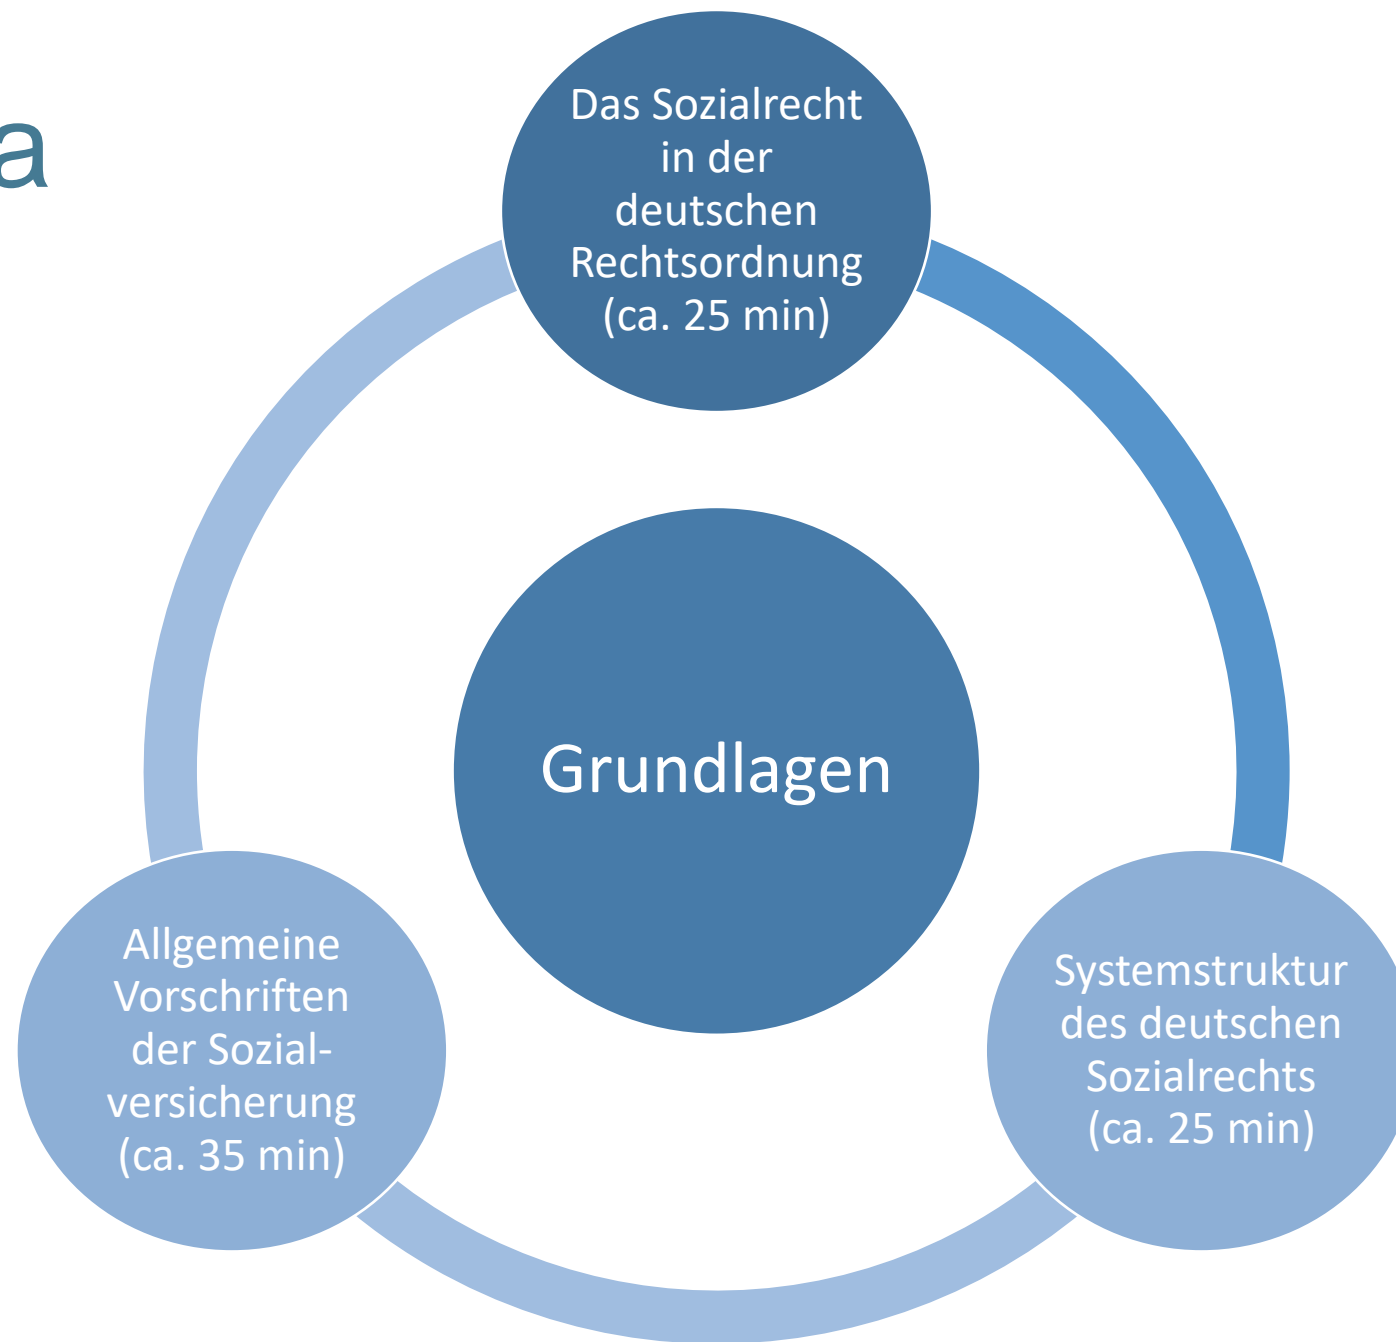 a
Das Sozialrecht
in der
deutschen
Rechtsordnung
(ca. 25 min)
Grundlagen
Allgemeine
Vorschriften
der Sozial-
versicherung
(ca. 35 min)
Systemstruktur
des deutschen
Sozialrechts
(ca. 25 min)